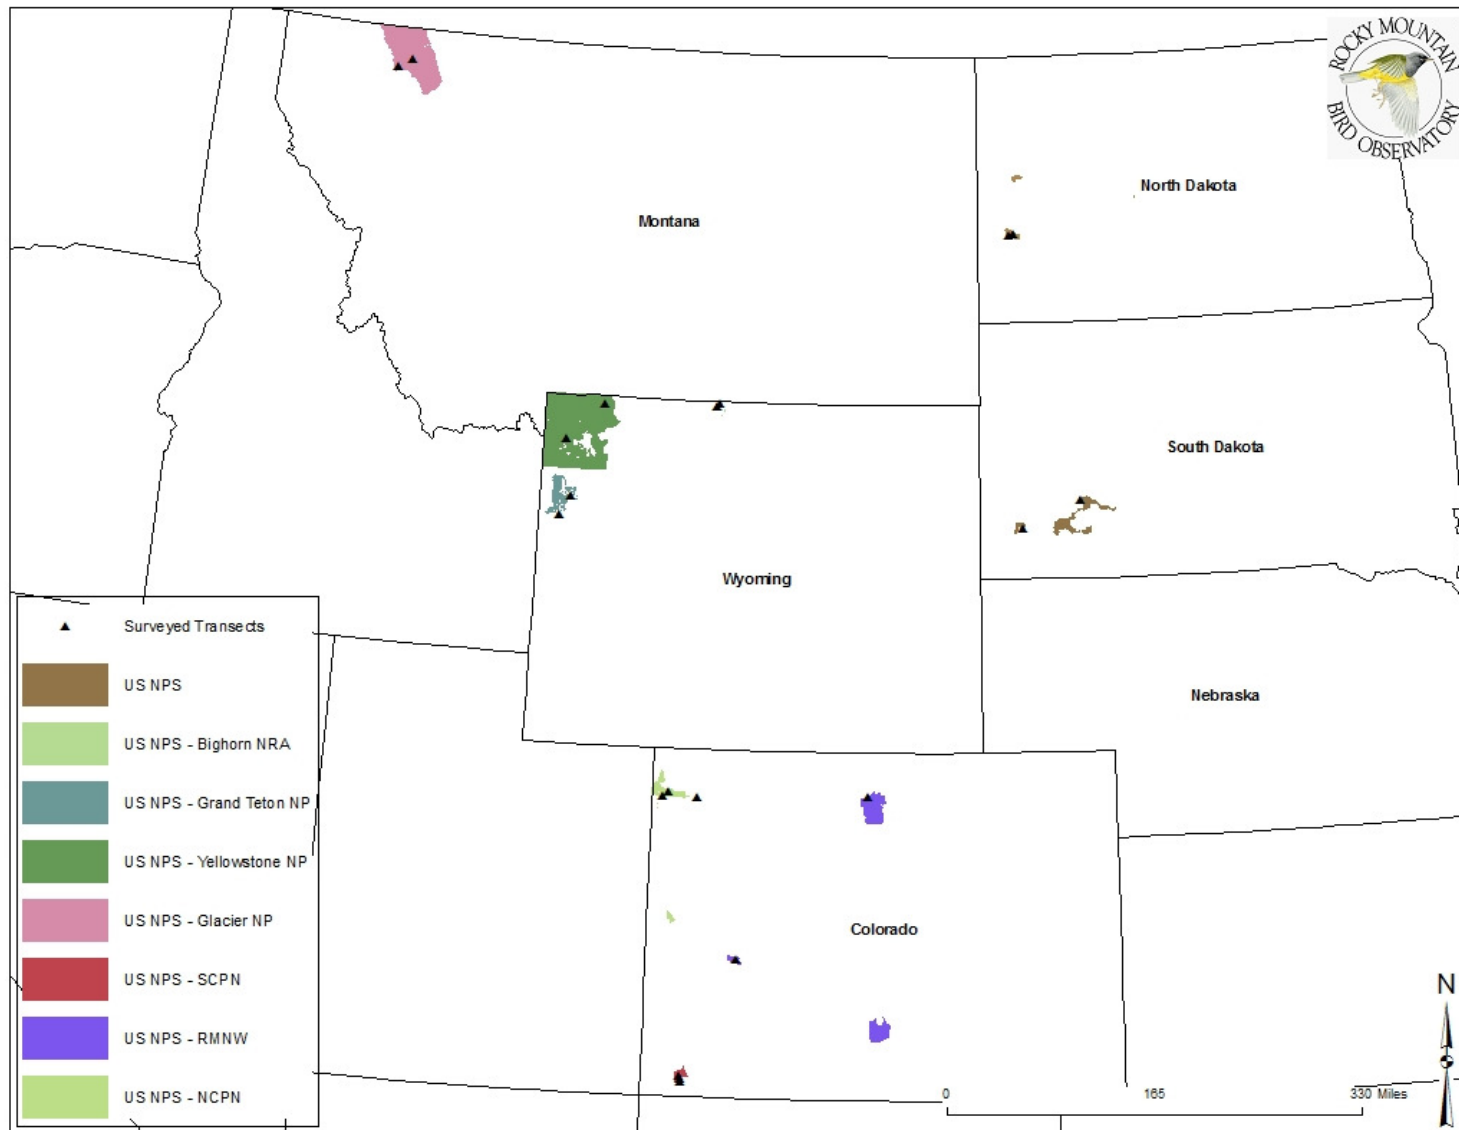 ROCKY MOUNTAIN
BIRD OBSERVATORY
North Dakota
Montana
South Dakota
Wyoming
Surveyed Transects
US NPS
Nebraska
US NPS - Bighorn NRA
US NPS - Grand Teton NP
US NPS - Yellowstone NP
US NPS - Glacier NP
Colorado
US NPS - SCPN
N
US NPS - RMNW
US NPS - NCPN
0 165 330 Miles